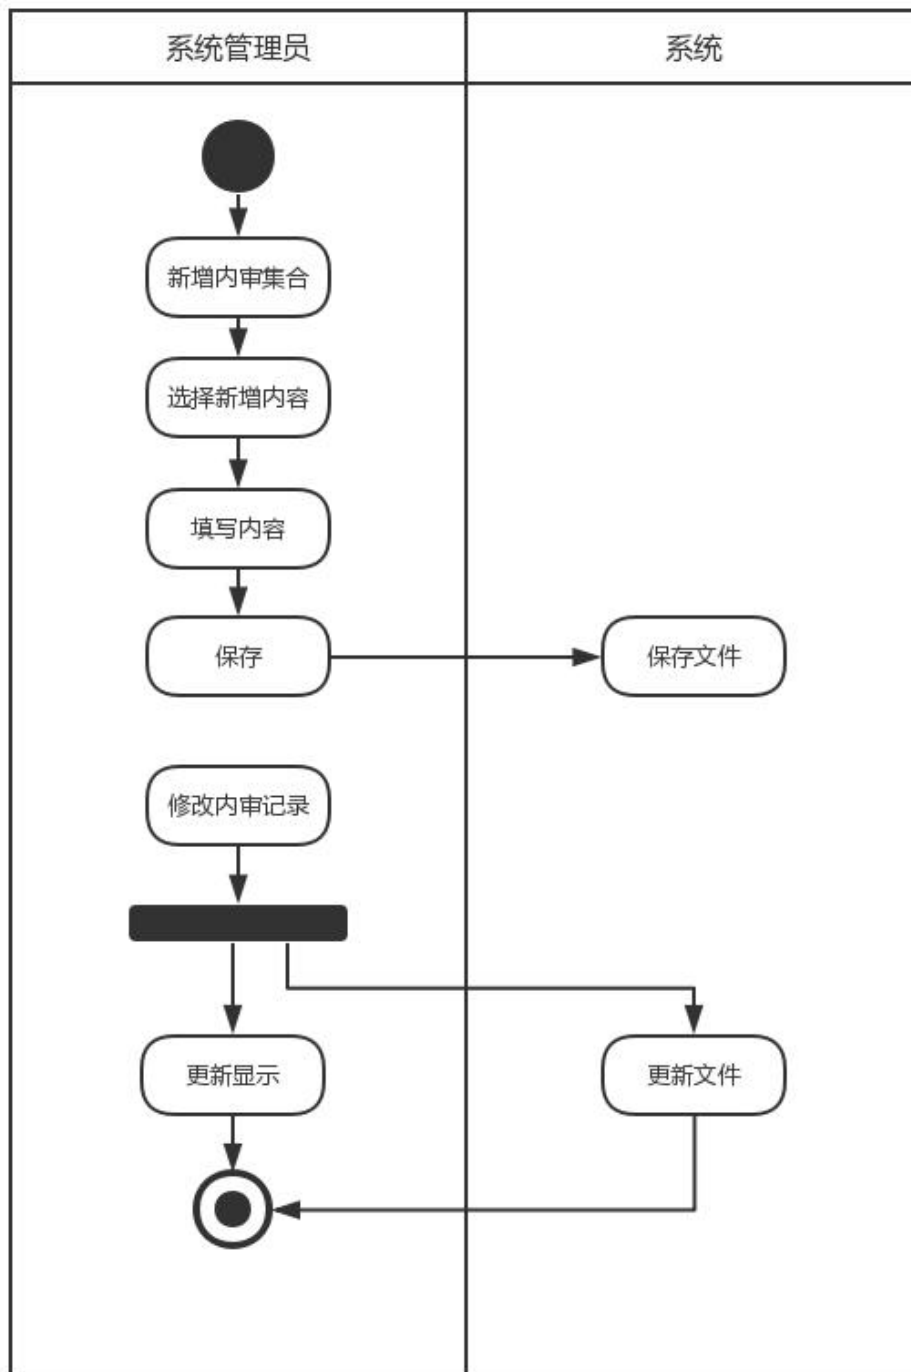 系统管理员
系统
新增内审集合
选择新增内容
填写内容
保存
保存文件
修改内审记录
更新显示
更新文件